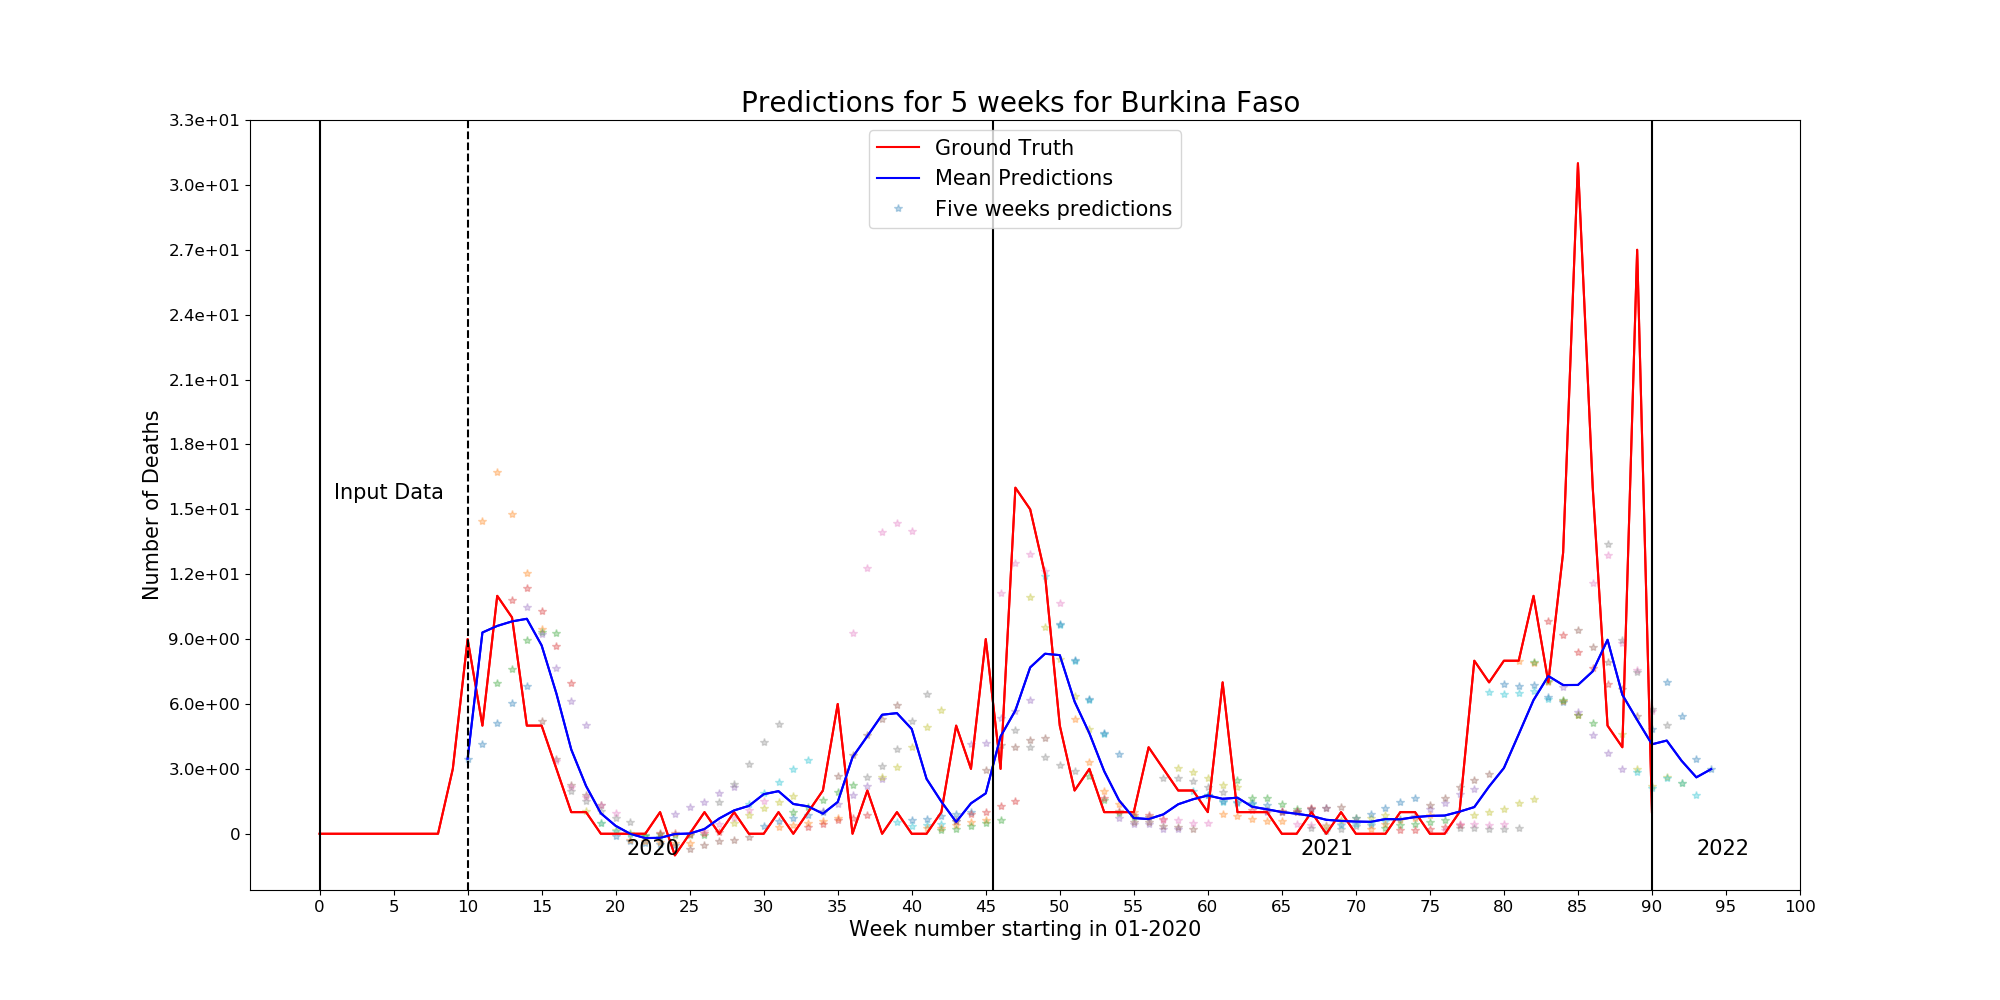 Predictions for 5 weeks for Burkina Faso
3.3e+01
3.0e+01
2.7e+01
2.4e+01
2.1e+01
1.8e+01
1.5e+01
1.2e+01
9.0e+00
6.0e+00
3.0e+00
0
Number of Deaths
Ground Truth
Mean Predictions
Five weeks predictions
Input Data
2020
2021
2022
0 5 10 15 20 25 30 35 40 45 50 55 60 65 70 75 80 85 90 95 100
Week number starting in 01-2020